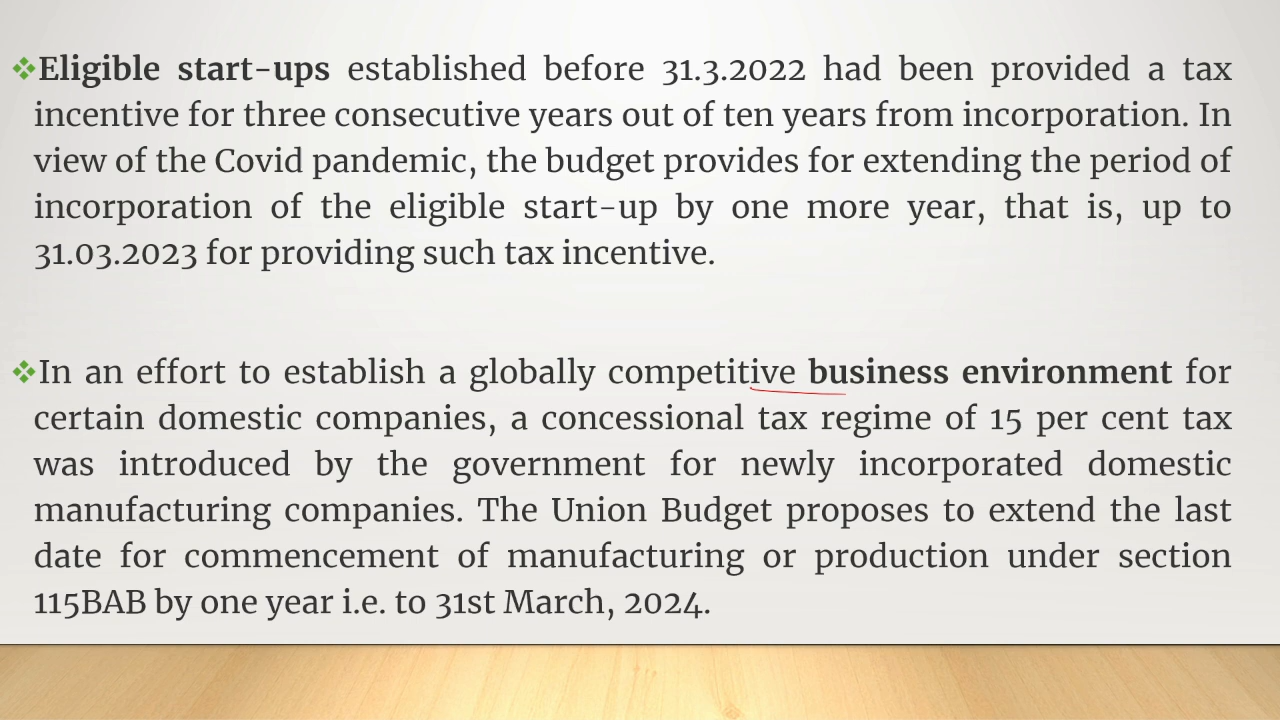 ❖Eligible start-ups established before 31.3.2022 had been provided a tax
incentive for three consecutive years out of ten years from incorporation. In
view of the Covid pandemic, the budget provides for extending the period of
incorporation of the eligible start-up by one more year, that is, up to
31.03.2023 for providing such tax incentive.
❖In an effort to establish a globally competitive business environment for
certain domestic companies, a concessional tax regime of 15 per cent tax
was introduced by the government for newly incorporated domestic
manufacturing companies. The Union Budget proposes to extend the last
date for commencement of manufacturing or production under section
115BAB by one year i.e. to 31st March, 2024.